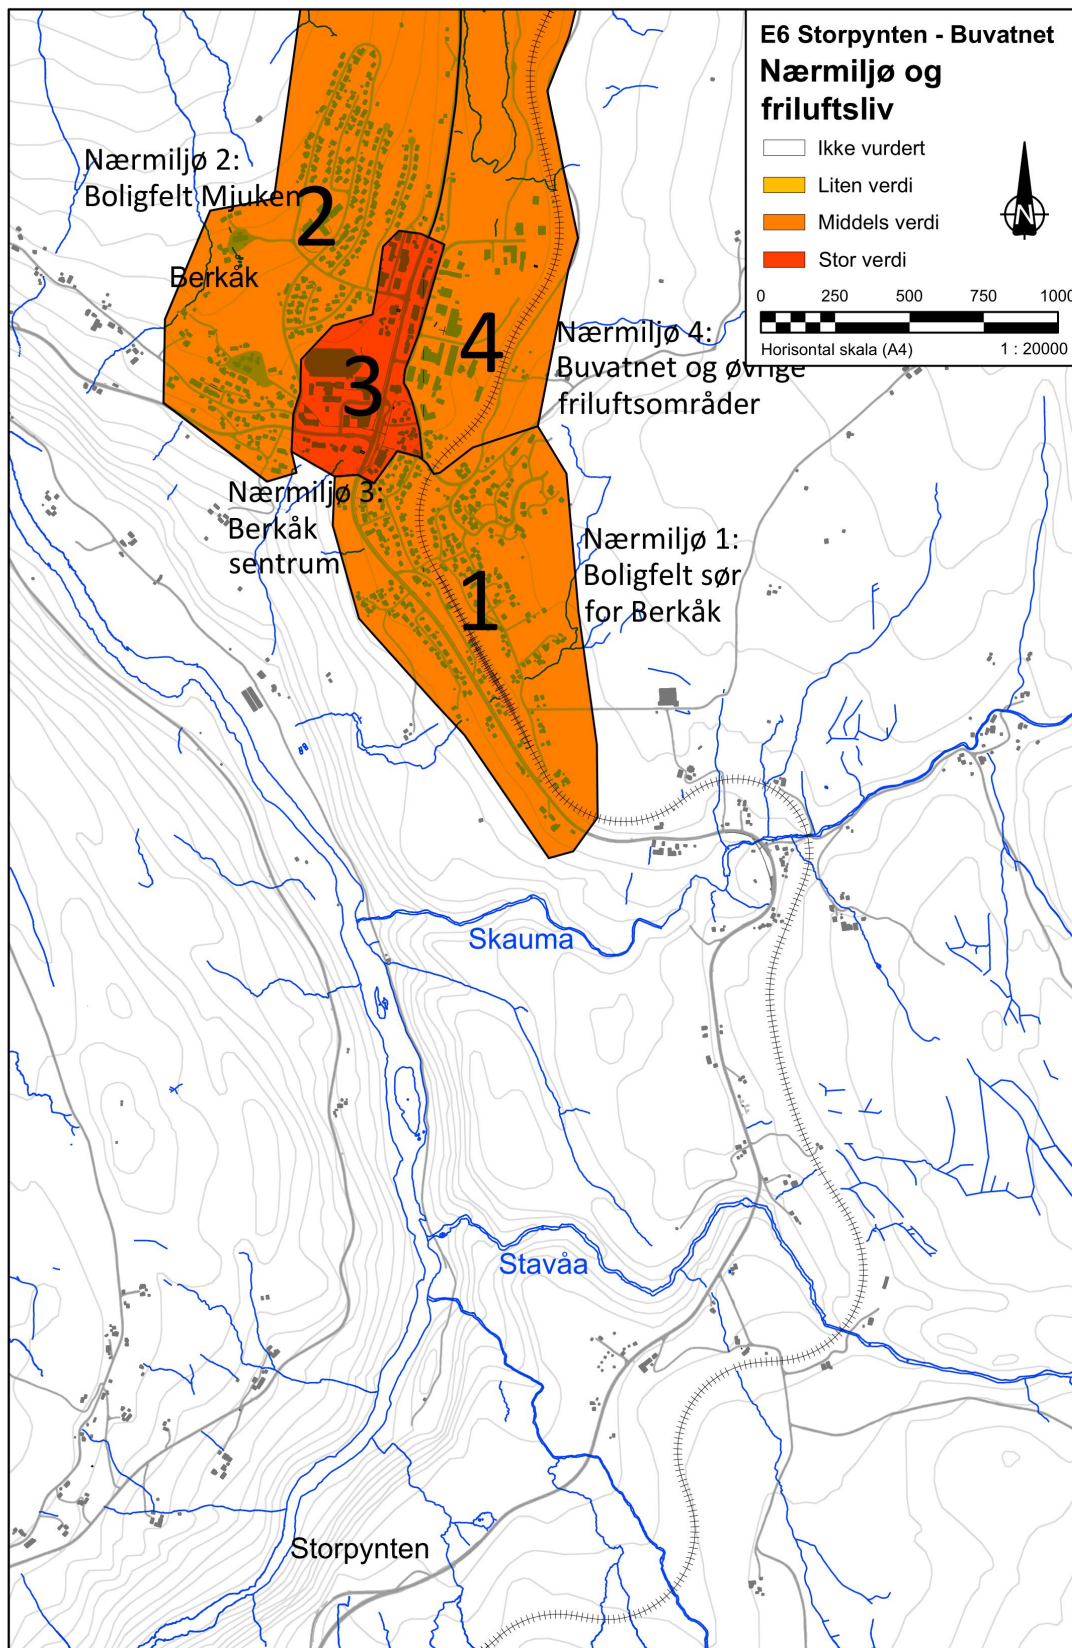 E6 Storpynten - Buvatnet
Nærmiljø og
friluftsliv
Ikke vurdert
Liten verdi
Middels verdi
Stor verdi
N
0 250 500 750 1000
Horisontal skala (A4) 1 : 20000
Nærmiljø 2:
Boligfelt Mjuken
2
Berkåk
4
Nærmiljø 4:
Buvatnet og øvrige
friluftsområder
3
Nærmiljø 3:
Berkåk
sentrum
Nærmiljø 1:
Boligfelt sør
for Berkåk
1
Skauma
Stavåa
Storpynten